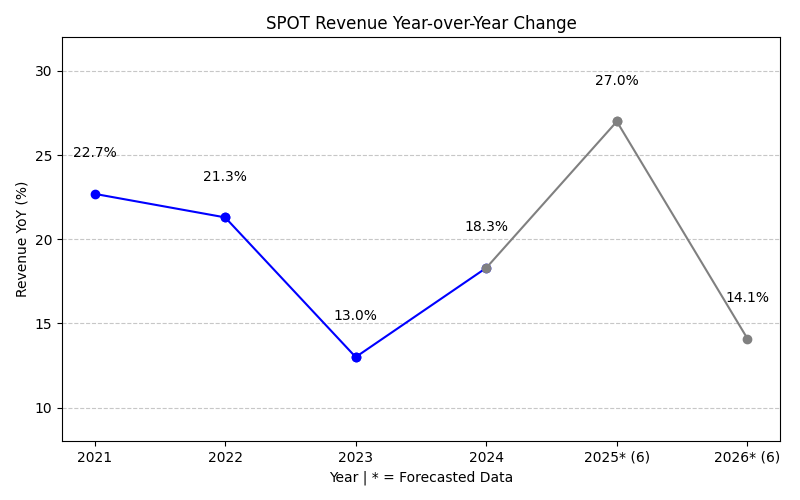 SPOT Revenue Year-over-Year Change
30
27.0%
25
22.7%
21.3%
20
18.3%
15
13.0%
14.1%
10
Revenue YoY (%)
2021 2022 2023 2024 2025* (6) 2026* (6)
Year | * = Forecasted Data